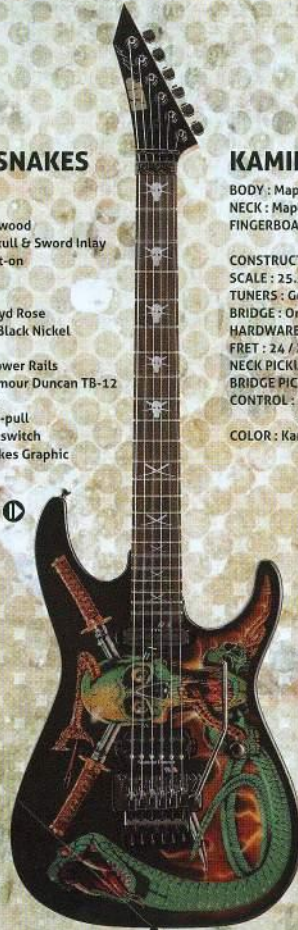 SNAKES
wood
ull & Sword Inlay
t-on
yd Rose
Black Nickel
ower Rails
mour Duncan TB-12
-pull
switch
kes Graphic
KAMI
BODY : Map
NECK : Map
FINGERBOA
CONSTRUCT
SCALE : 25.
TUNERS : G
BRIDGE : Or
HARDWARE
FRET : 24 /
NECK PICKU
BRIDGE PIC
CONTROL :
COLOR : Ka